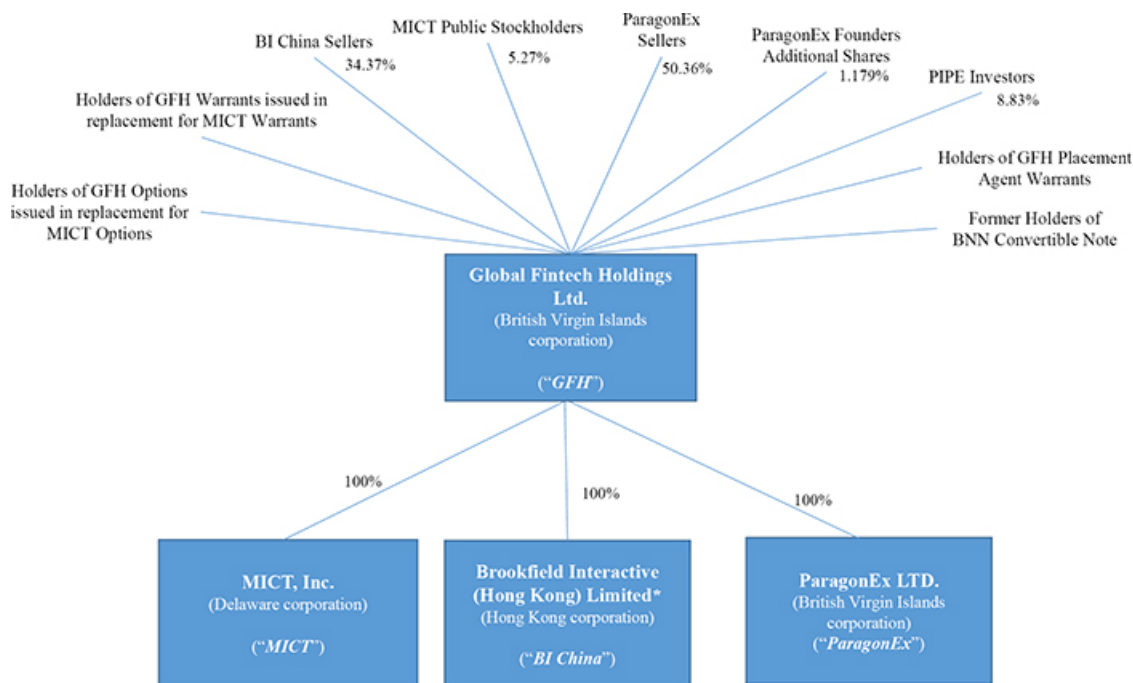 BI China Sellers
34.37%
MICT Public Stockholders
5.27%
ParagonEx
Sellers
50.36%
ParagonEx Founders
Additional Shares
1.179%
PIPE Investors
8.83%
Holders of GFH Warrants issued in
replacement for MICT Warrants
Holders of GFH Placement
Agent Warrants
Holders of GFH Options
issued in replacement for
MICT Options
Former Holders of
BNN Convertible Note
Global Fintech Holdings
Ltd.
(British Virgin Islands
corporation)
(“GFH”)
100%
100%
100%
MICT, Inc.
(Delaware corporation)
(“MICT”)
Brookfield Interactive
(Hong Kong) Limited*
(Hong Kong corporation)
(“BI China”)
ParagonEx LTD.
(British Virgin Islands
corporation)
(“ParagonEx”)